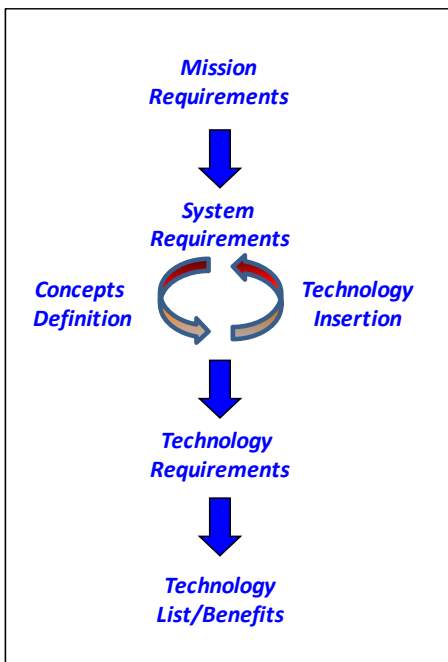 Mission
Requirements
System
Requirements
Concepts
Definition
Technology
Insertion
Technology
Requirements
Technology
List/Benefits